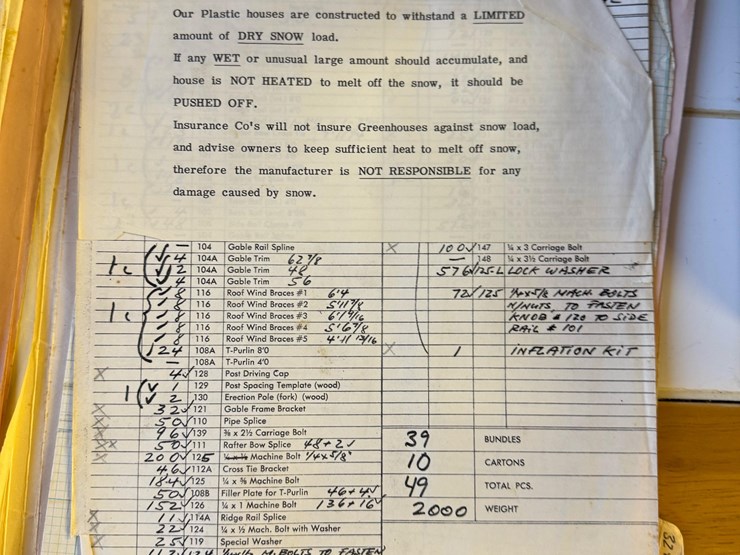 Our Plastic houses are constructed to withstand a LIMITED
amount of DRY SNOW load.
If any WET or unusual large amount should accumulate, and
house is NOT HEATED to melt off the snow, it should be
PUSHED OFF.
Insurance Co's will not insure Greenhouses against snow load,
and advise owners to keep sufficient heat to melt off snow,
therefore the manufacturer is NOT RESPONSIBLE for any
damage caused by snow.
— 104 Gable Rail Spline
4 104A Gable Trim 62 7/8
2 104A Gable Trim 48
4 104A Gable Trim 56
8 116 Roof Wind Braces #1 6'4
8 116 Roof Wind Braces #2 5'11 7/8
8 116 Roof Wind Braces #3
8 116 Roof Wind Braces #4 5'6 7/8
8 116 Roof Wind Braces #5 4'11 13/16
124 108A T-Purlin 8'0
— 108A T-Purlin 4'0
4 ✓ 128 Post Driving Cap
1 129 Post Spacing Template (wood)
2 130 Erection Pole (fork) (wood)
32 ✓ 121 Gable Frame Bracket
50 ✓ 110 Pipe Splice
96 ✓ 139 3/8 x 2½ Carriage Bolt
50 ✓ 111 Rafter Bow Splice 48+2 ✓
200 ✓ 125 Machine Bolt 1/4 x 5/8"
46 ✓ 112A Cross Tie Bracket
184 ✓ 125 ¼ x 5/8 Machine Bolt
50 ✓ 108B Filler Plate for T-Purlin 46+4 ✓
152 ✓ 126 ¼ x 1 Machine Bolt 136+16 ✓
11 ✓ 114A Ridge Rail Splice
22 ✓ 124 ¼ x ½ Mach. Bolt with Washer
25 ✓ 119 Special Washer
M. BOLTS TO FASTEN
100 ✓ 147 ¼ x 3 Carriage Bolt
— 148 ¼ x 3½ Carriage Bolt
576 ✓ 125-L LOCK WASHER
72 ✓ 125 1/4 x 5/8 MACH BOLTS
W/NUTS TO FASTEN
KNOB # 120 TO SIDE
RAIL # 101
1 INFLATION KIT
39 BUNDLES
10 CARTONS
49 TOTAL PCS.
2000 WEIGHT